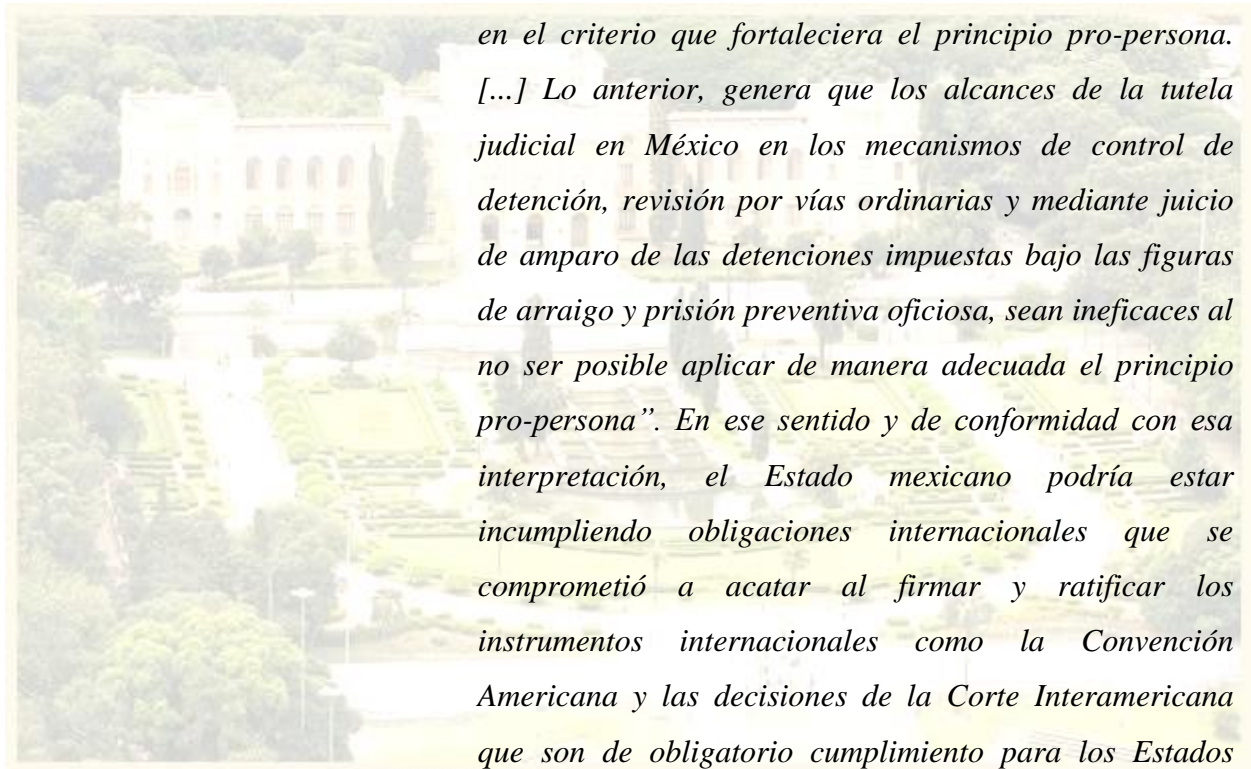 en el criterio que fortaleciera el principio pro-persona.
[...] Lo anterior, genera que los alcances de la tutela
judicial en México en los mecanismos de control de
detención, revisión por vías ordinarias y mediante juicio
de amparo de las detenciones impuestas bajo las figuras
de arraigo y prisión preventiva oficiosa, sean ineficaces al
no ser posible aplicar de manera adecuada el principio
pro-persona”. En ese sentido y de conformidad con esa
interpretación, el Estado mexicano podría estar
incumpliendo obligaciones internacionales que se
comprometió a acatar al firmar y ratificar los
instrumentos internacionales como la Convención
Americana y las decisiones de la Corte Interamericana
que son de obligatorio cumplimiento para los Estados